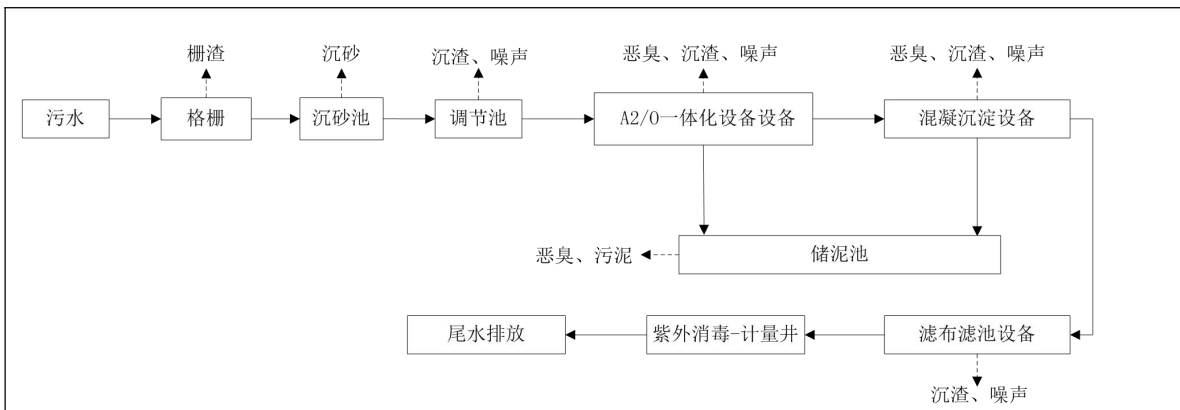 栅渣
沉砂
沉渣、噪声
恶臭、沉渣、噪声
恶臭、沉渣、噪声
污水
格栅
沉砂池
调节池
A2/O一体化设备设备
混凝沉淀设备
恶臭、污泥
储泥池
尾水排放
紫外消毒-计量井
滤布滤池设备
沉渣、噪声